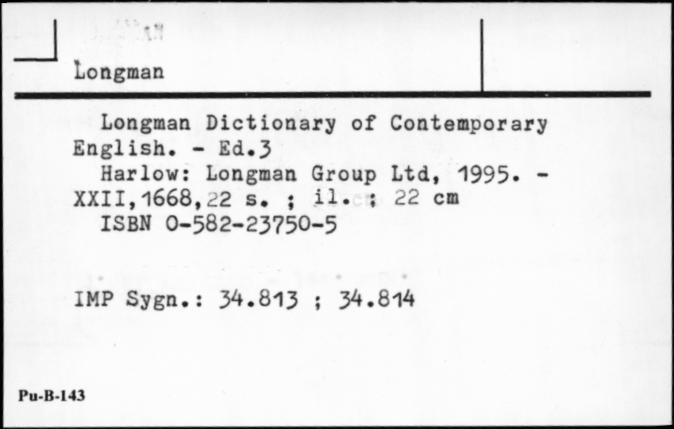 Longman
Longman Dictionary of Contemporary
English. - Ed.3
Harlow: Longman Group Ltd, 1995. -
XXII,1668,22 s. ; il. ; 22 cm
ISBN 0-582-23750-5
IMP Sygn.: 34.813 ; 34.814
Pu-B-143